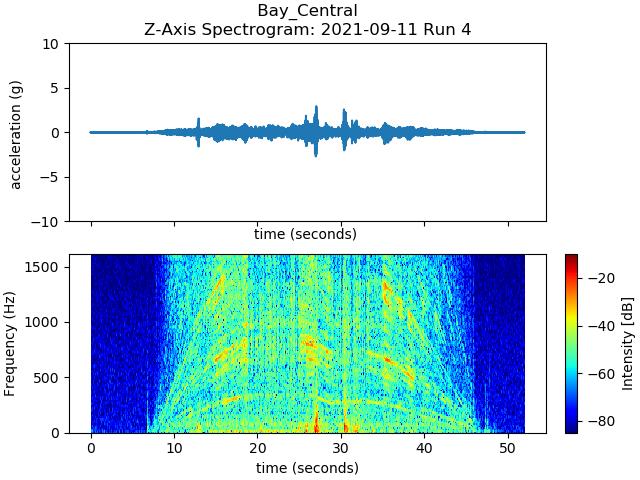 Bay_Central
Z-Axis Spectrogram: 2021-09-11 Run 4
10
5
0
−5
−10
acceleration (g)
time (seconds)
1500
1000
500
0
Frequency (Hz)
0 10 20 30 40 50
time (seconds)
−20
−40
−60
−80
Intensity [dB]